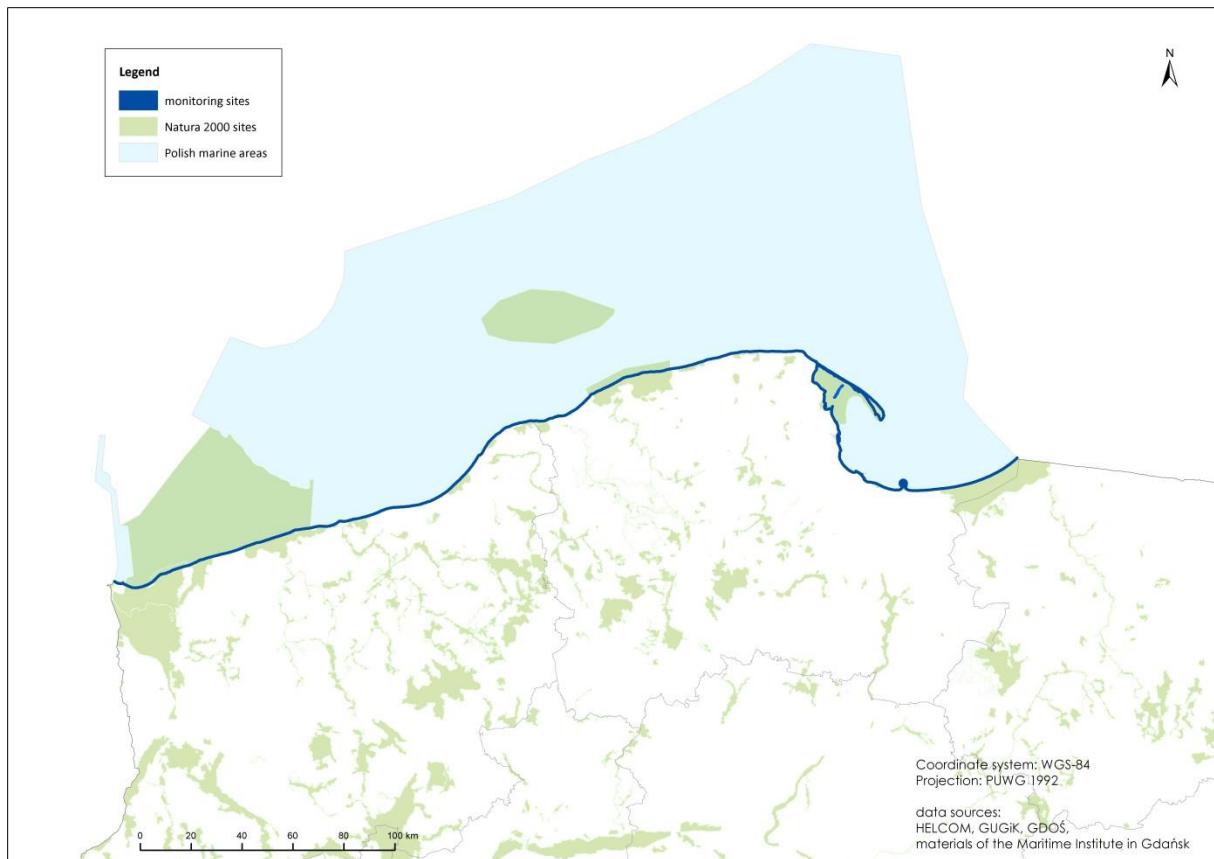 N
Legend
monitoring sites
Natura 2000 sites
Polish marine areas
Coordinate system: WGS-84
Projection: PUWG 1992
data sources:
HELCOM, GUGiK, GDOŚ,
materials of the Maritime Institute in Gdańsk
0 20 40 60 80 100 km